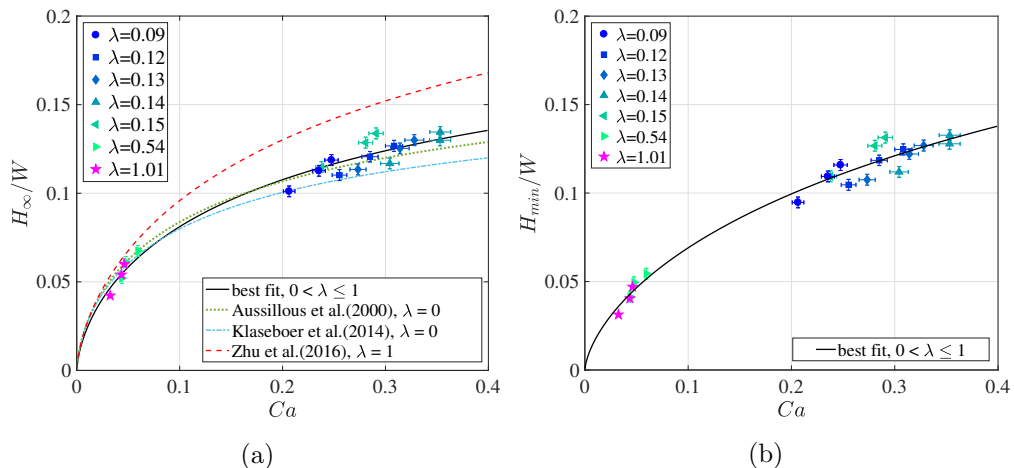 0.2
0.15
0.1
0.05
0
H∞/W
λ=0.09
λ=0.12
λ=0.13
λ=0.14
λ=0.15
λ=0.54
λ=1.01
best fit, 0 < λ ≤ 1
Aussillous et al.(2000), λ = 0
Klaseboer et al.(2014), λ = 0
Zhu et al.(2016), λ = 1
0 0.1 0.2 0.3 0.4
Ca
(a)
0.2
0.15
0.1
0.05
0
Hmin/W
λ=0.09
λ=0.12
λ=0.13
λ=0.14
λ=0.15
λ=0.54
λ=1.01
best fit, 0 < λ ≤ 1
0 0.1 0.2 0.3 0.4
Ca
(b)